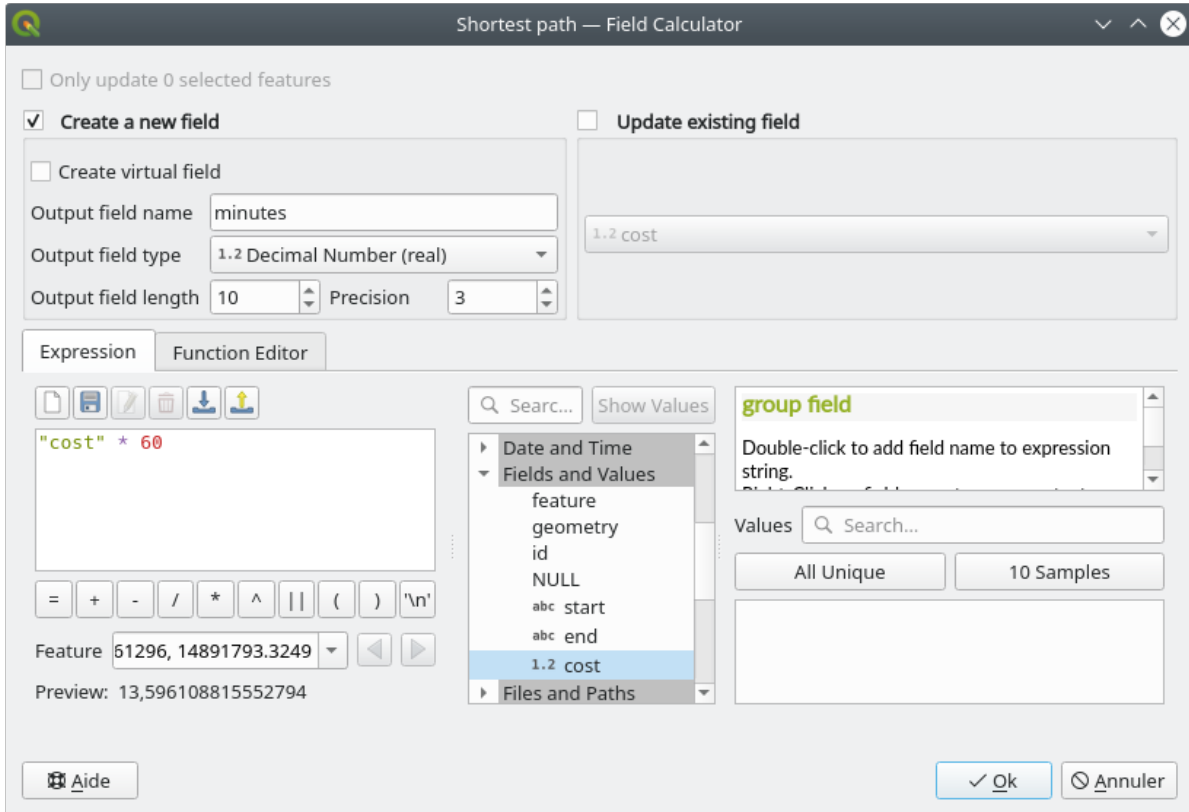 Shortest path — Field Calculator
Only update 0 selected features
Create a new field
Update existing field
Create virtual field
Output field name minutes
1.2 cost
Output field type 1.2 Decimal Number (real)
Output field length 10 Precision 3
Expression Function Editor
Searc... Show Values
group field
"cost" * 60
Date and Time
Double-click to add field name to expression
string.
Fields and Values
feature
geometry
id
NULL
abc start
abc end
1.2 cost
Files and Paths
Values Search...
All Unique 10 Samples
= + - / * ^ || ( ) '\n'
Feature 61296, 14891793.3249
Preview: 13,596108815552794
Aide
Ok
Annuler